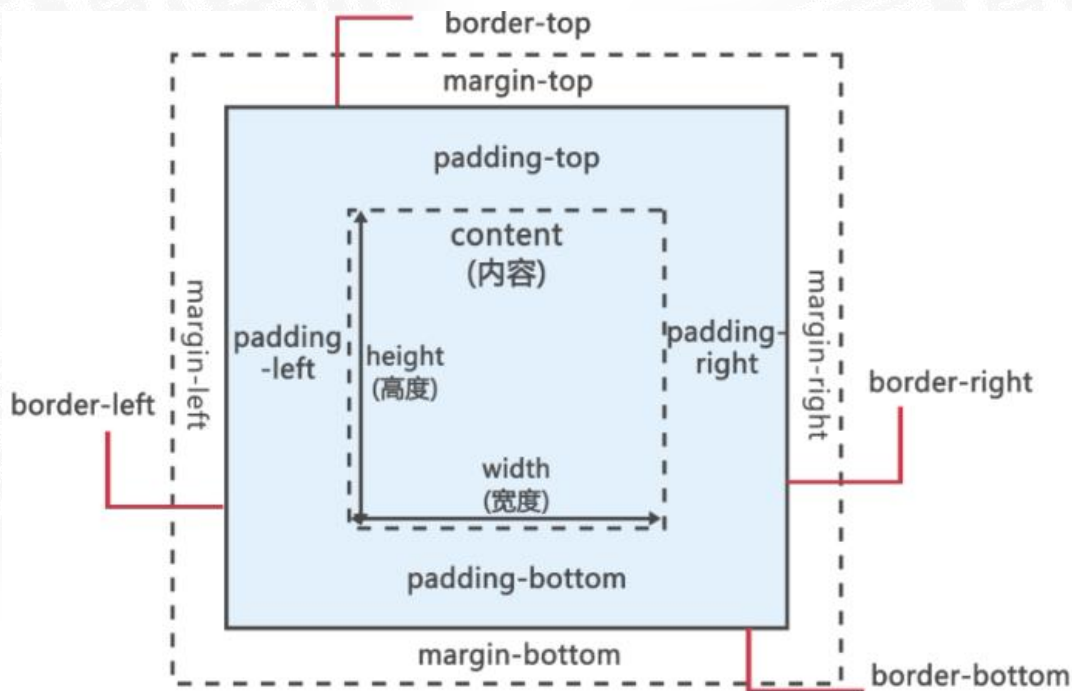 border-top
margin-top
padding-top
content
(内容)
margin-left
padding
-left
height
(高度)
padding-
right
margin-right
border-left
border-right
width
(宽度)
padding-bottom
margin-bottom
border-bottom